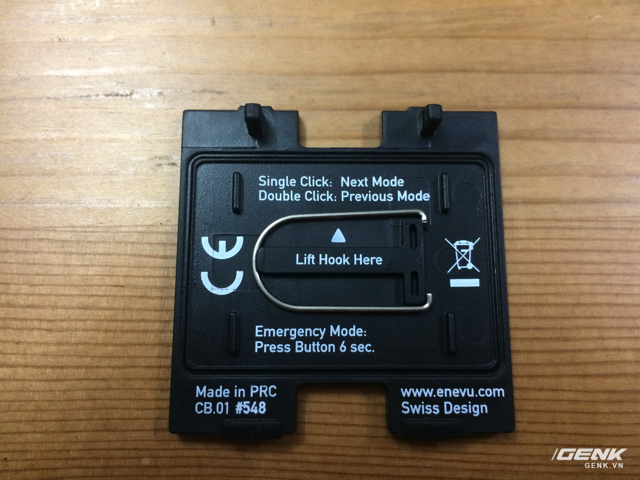 Single Click: Next Mode
Double Click: Previous Mode
Lift Hook Here
CE
Emergency Mode:
Press Button 6 sec.
Made in PRC
CB.01 #548
www.enevu.com
Swiss Design
GENK
GENK.VN